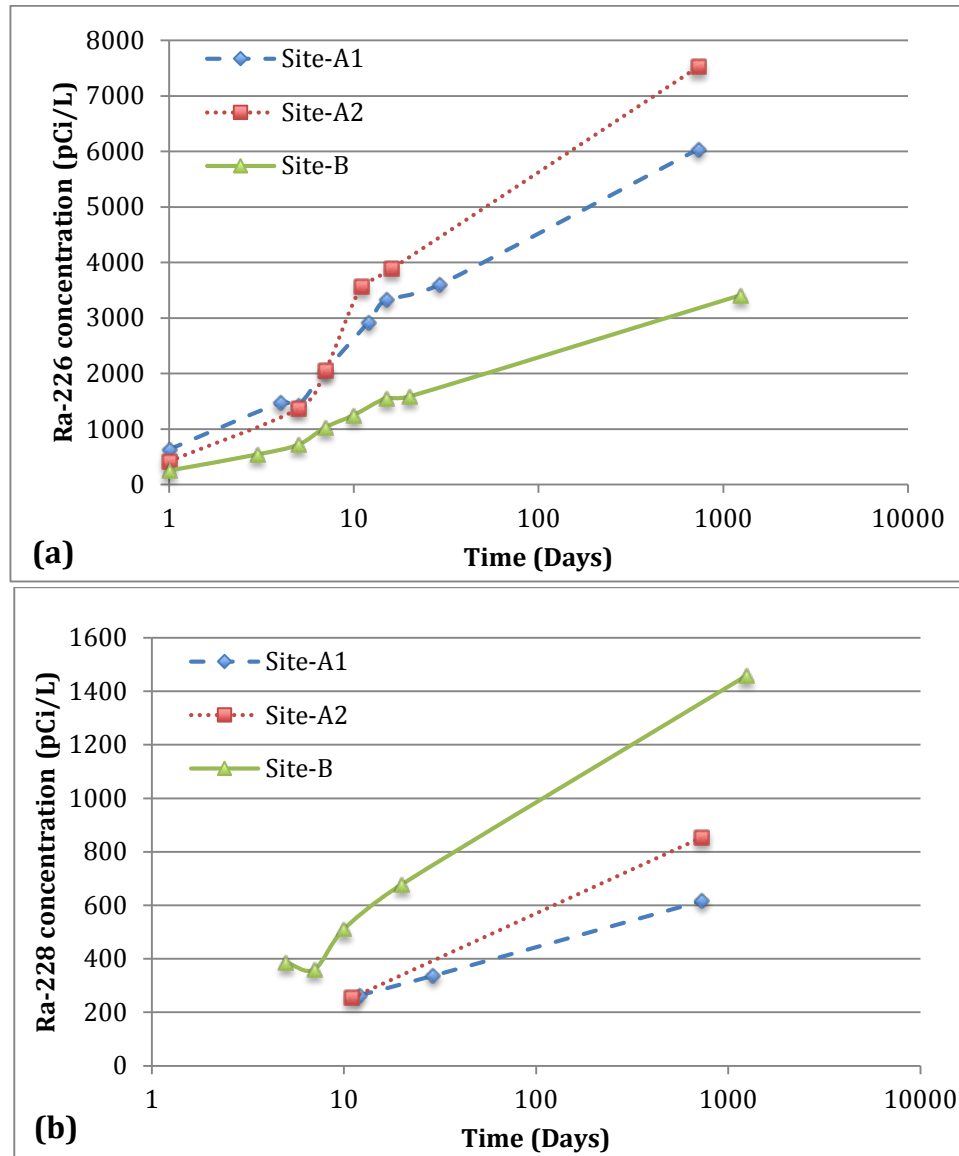 Ra-226 concentration (pCi/L)
8000
7000
6000
5000
4000
3000
2000
1000
0
Site-A1
Site-A2
Site-B
1 10 100 1000 10000
Time (Days)
(a)
Ra-228 concentration (pCi/L)
1600
1400
1200
1000
800
600
400
200
0
Site-A1
Site-A2
Site-B
1 10 100 1000 10000
Time (Days)
(b)